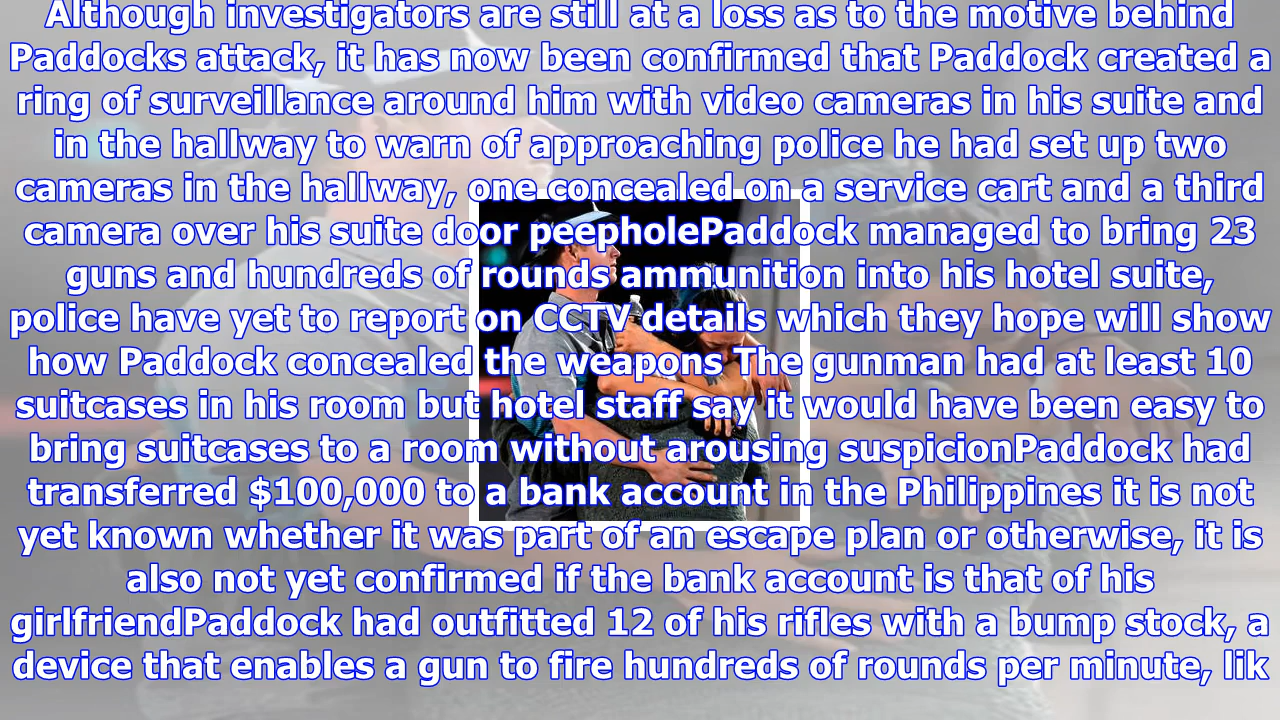 Although investigators are still at a loss as to the motive behind
Paddocks attack, it has now been confirmed that Paddock created a
ring of surveillance around him with video cameras in his suite and
in the hallway to warn of approaching police he had set up two
cameras in the hallway, one concealed on a service cart and a third
camera over his suite door peepholePaddock managed to bring 23
guns and hundreds of rounds ammunition into his hotel suite,
police have yet to report on CCTV details which they hope will show
how Paddock concealed the weapons The gunman had at least 10
suitcases in his room but hotel staff say it would have been easy to
bring suitcases to a room without arousing suspicionPaddock had
transferred $100,000 to a bank account in the Philippines it is not
yet known whether it was part of an escape plan or otherwise, it is
also not yet confirmed if the bank account is that of his
girlfriendPaddock had outfitted 12 of his rifles with a bump stock, a
device that enables a gun to fire hundreds of rounds per minute, lik